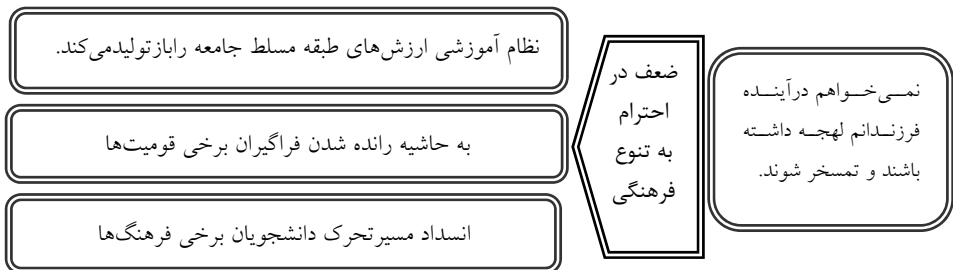 نمی‌خواهم درآینده
فرزندانم لهجه داشته
باشند و تمسخر شوند.
ضعف در
احترام
به تنوع
فرهنگی
نظام آموزشی ارزش‌های طبقه مسلط جامعه رابازتولیدمی‌کند.
به حاشیه رانده شدن فراگیران برخی قومیت‌ها
انسداد مسیرتحرک دانشجویان برخی فرهنگ‌ها